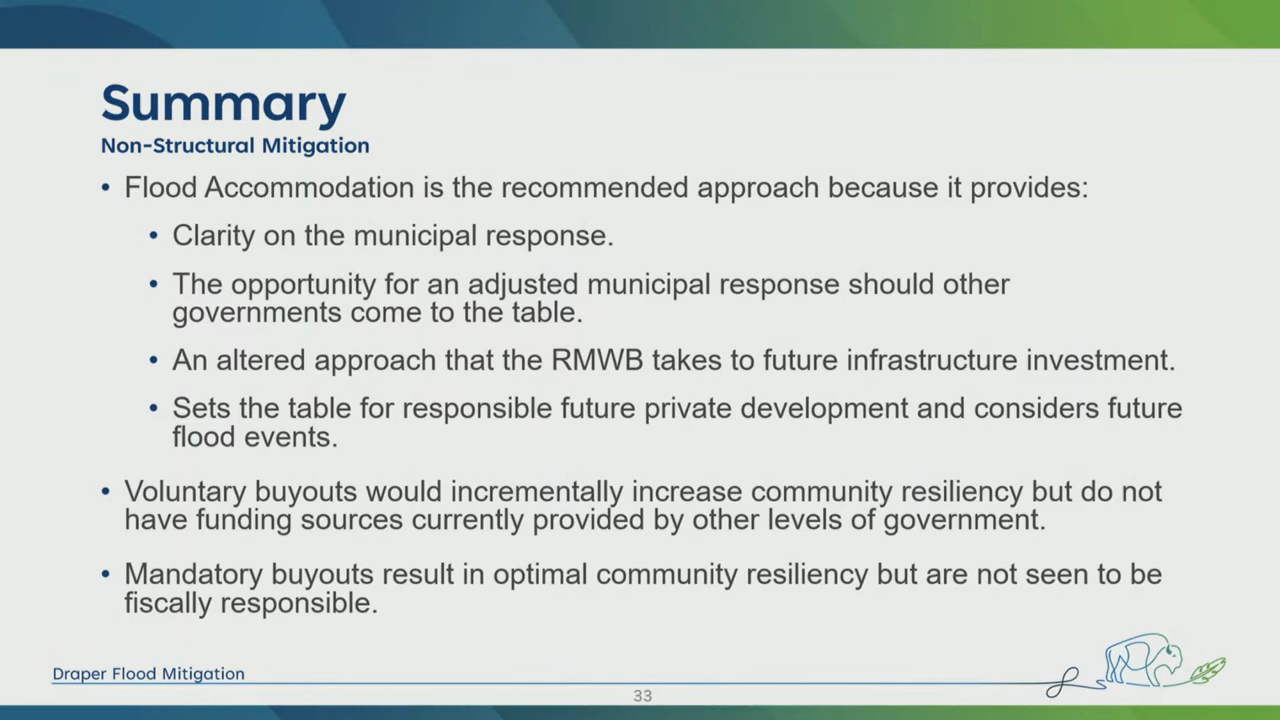 Summary
Non-Structural Mitigation
• Flood Accommodation is the recommended approach because it provides:
• Clarity on the municipal response.
• The opportunity for an adjusted municipal response should other
governments come to the table.
• An altered approach that the RMWB takes to future infrastructure investment.
• Sets the table for responsible future private development and considers future
flood events.
• Voluntary buyouts would incrementally increase community resiliency but do not
have funding sources currently provided by other levels of government.
• Mandatory buyouts result in optimal community resiliency but are not seen to be
fiscally responsible.
Draper Flood Mitigation
33